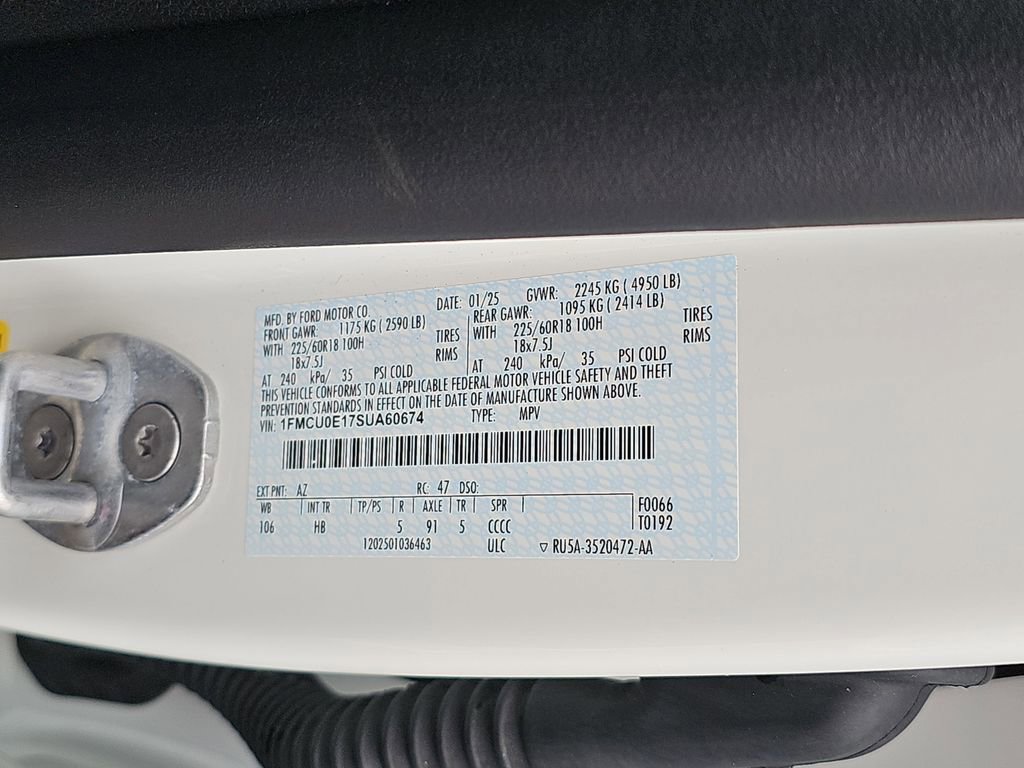 MFD. BY FORD MOTOR CO.
DATE: 01/25 GVWR: 2245 KG ( 4950 LB)
FRONT GAWR: 1175 KG ( 2590 LB) REAR GAWR: 1095 KG ( 2414 LB)
WITH 225/60R18 100H TIRES WITH 225/60R18 100H TIRES
18x7.5J RIMS 18x7.5J RIMS
AT 240 kPa/ 35 PSI COLD AT 240 kPa/ 35 PSI COLD
THIS VEHICLE CONFORMS TO ALL APPLICABLE FEDERAL MOTOR VEHICLE SAFETY AND THEFT
PREVENTION STANDARDS IN EFFECT ON THE DATE OF MANUFACTURE SHOWN ABOVE.
VIN: 1FMCU0E17SUA60674 TYPE: MPV
EXT PNT: AZ RC: 47 DSO:
WB INT TR TP/PS R AXLE TR SPR F0066
106 HB 5 91 5 CCCC T0192
1202501036463 ULC ▽ RU5A-3520472-AA